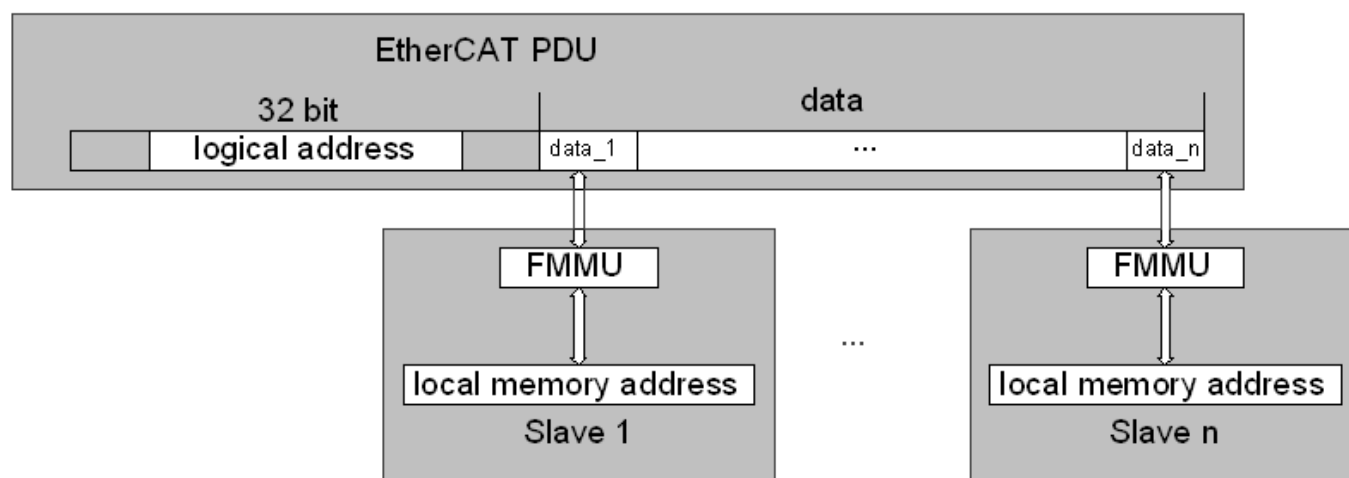 EtherCAT PDU
32 bit
data
logical address
data_1
...
data_n
FMMU
FMMU
...
local memory address
local memory address
Slave 1
Slave n